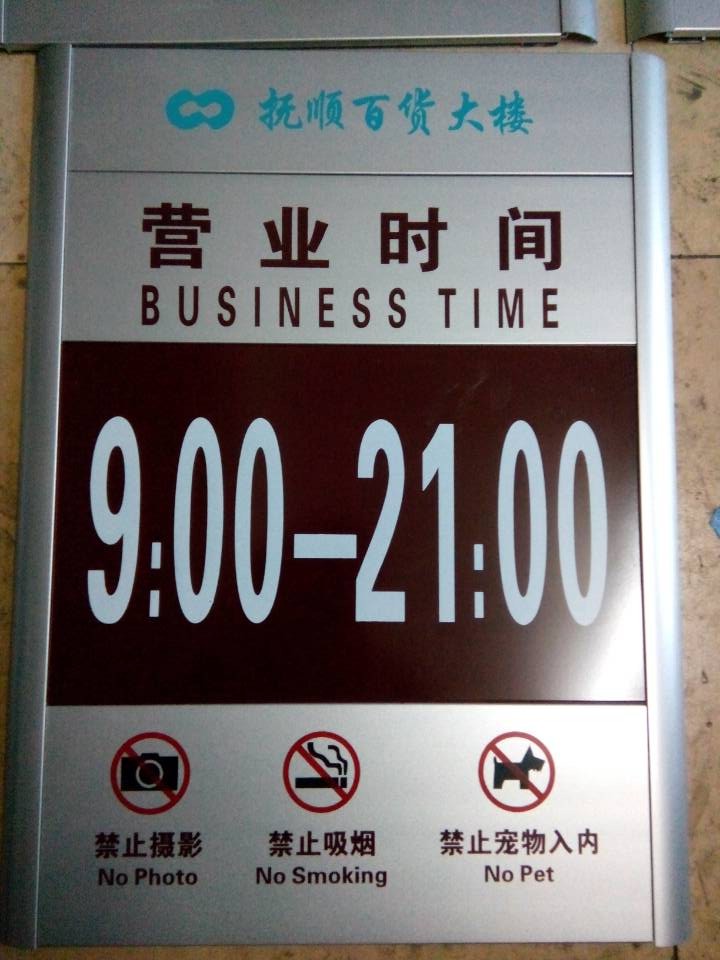 抚顺百货大楼
营业时间
BUSINESS TIME
9:00-21:00
禁止摄影
No Photo
禁止吸烟
No Smoking
禁止宠物入内
No Pet